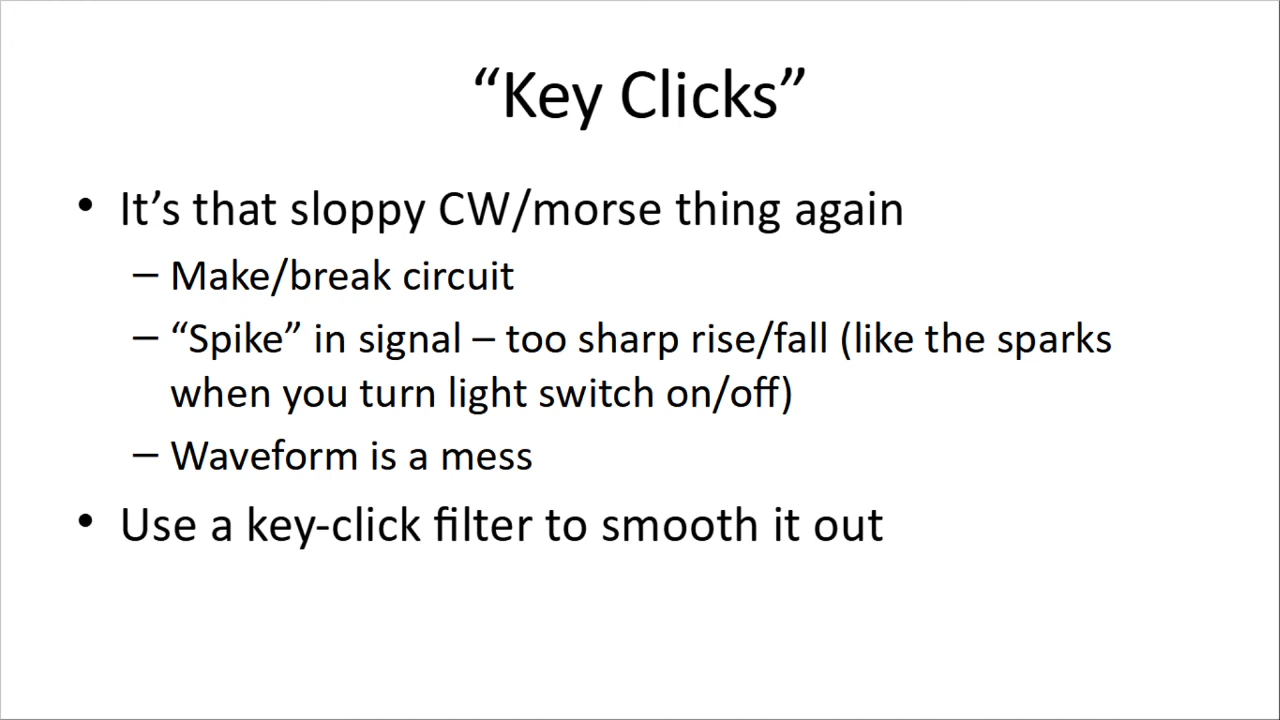 “Key Clicks”
• It’s that sloppy CW/morse thing again
– Make/break circuit
– “Spike” in signal – too sharp rise/fall (like the sparks
when you turn light switch on/off)
– Waveform is a mess
• Use a key-click filter to smooth it out